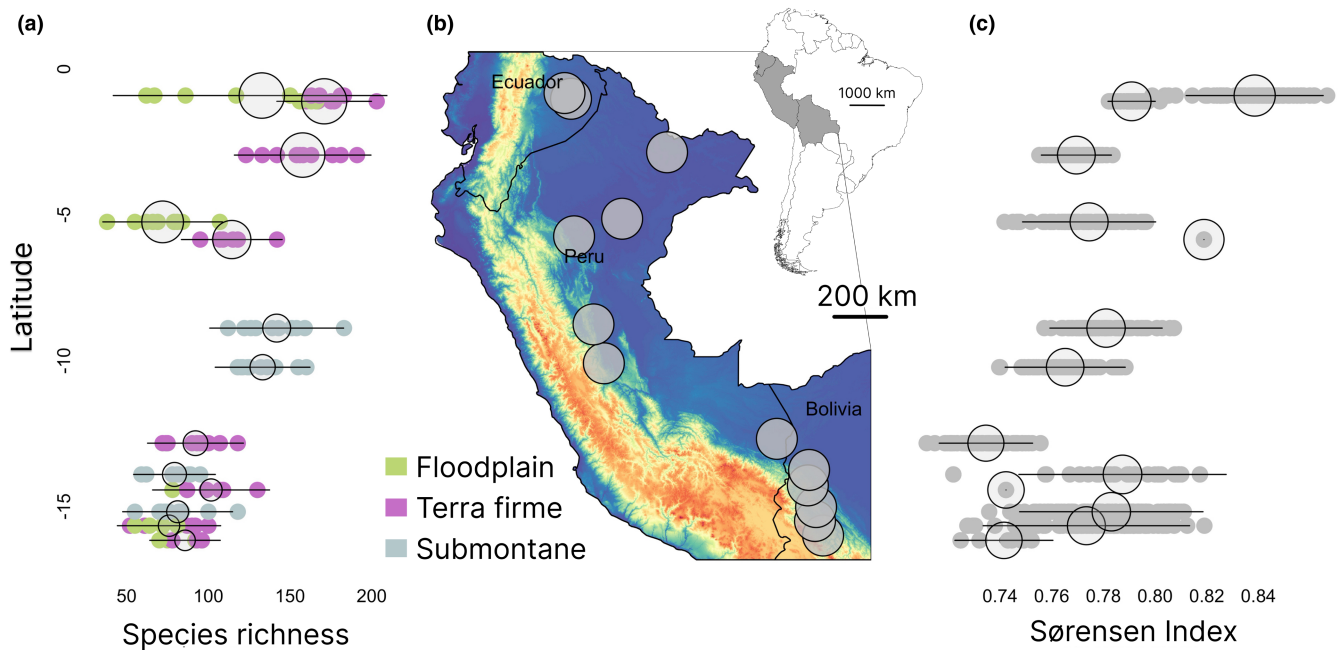 (a)
(b)
(c)
0
-5
-10
-15
Latitude
50 100 150 200
Species richness
Ecuador
Peru
Bolivia
1000 km
200 km
Floodplain
Terra firme
Submontane
0.74 0.76 0.78 0.80 0.82 0.84
Sørensen Index